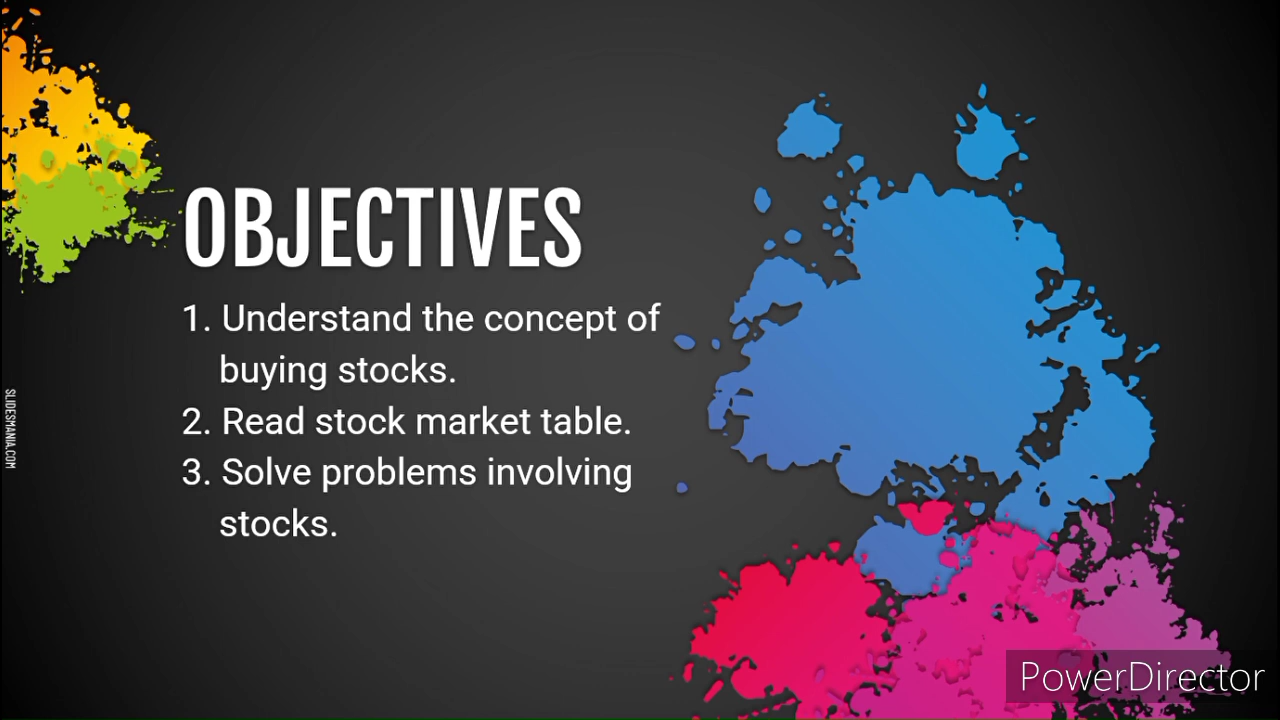 OBJECTIVES
1. Understand the concept of
buying stocks.
2. Read stock market table.
3. Solve problems involving
stocks.
SLIDESMANIA.COM
PowerDirector